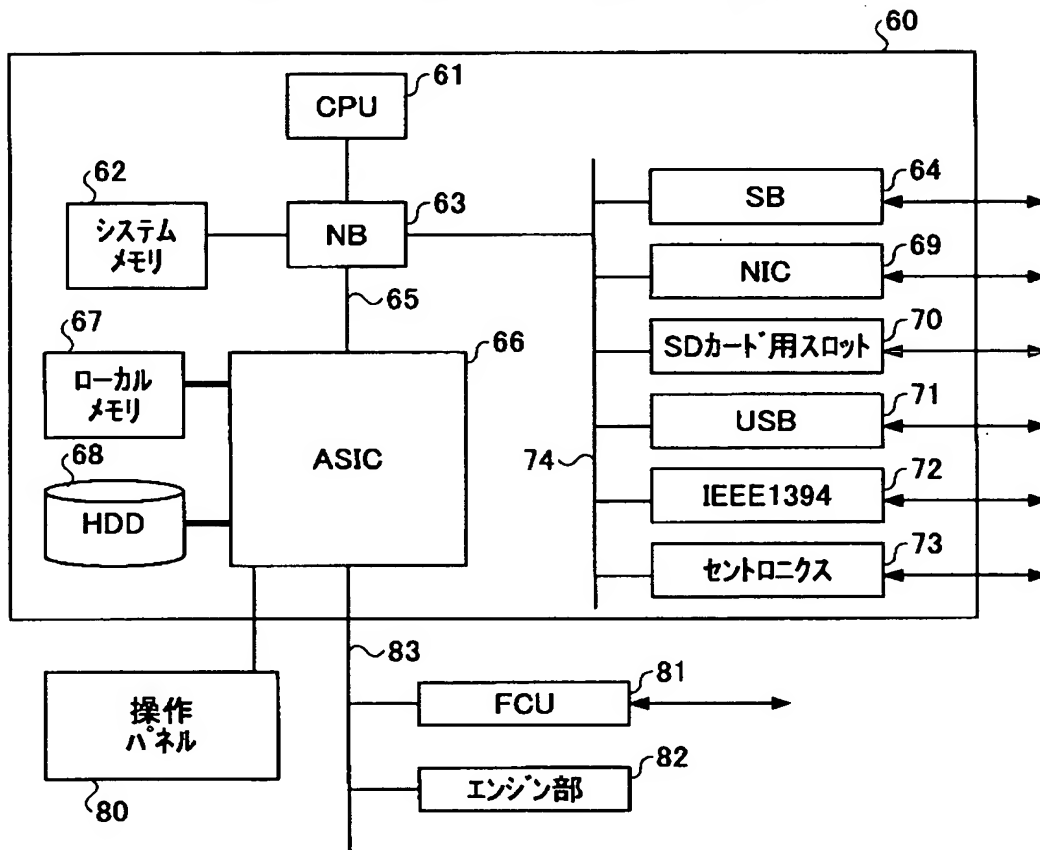 60
61
CPU
62
システム
メモリ
63
NB
64
SB
65
69
NIC
67
ローカル
メモリ
66
ASIC
70
SDカード用スロット
71
USB
68
HDD
74
72
IEEE1394
73
セントロニクス
83
操作
パネル
80
81
FCU
82
エンジン部